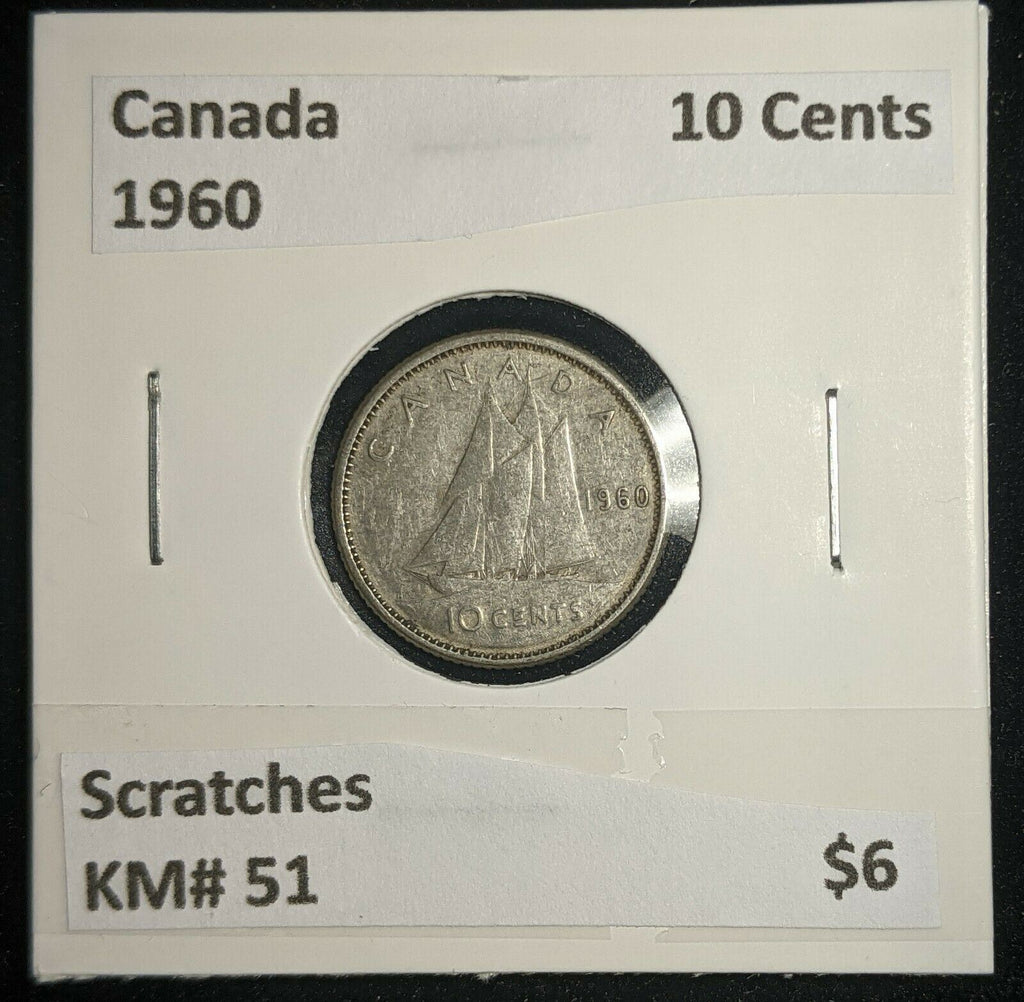 Canada 10 Cents
1960
CANADA
1960
10 CENTS
Scratches
KM# 51 $6